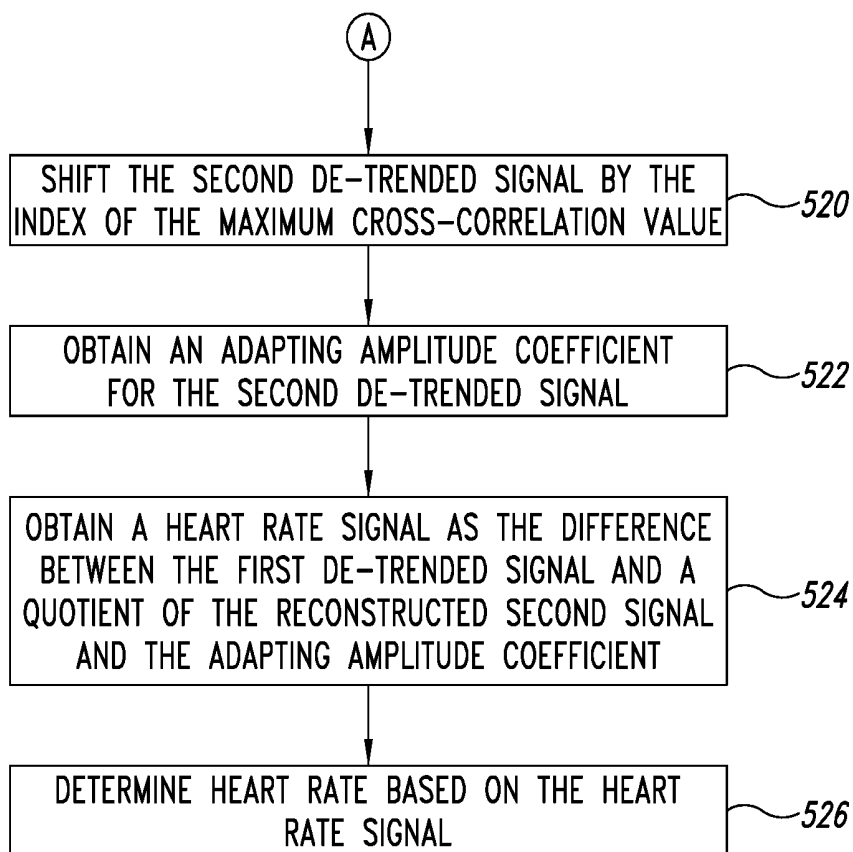 A
SHIFT THE SECOND DE-TRENDED SIGNAL BY THE
INDEX OF THE MAXIMUM CROSS-CORRELATION VALUE
520
OBTAIN AN ADAPTING AMPLITUDE COEFFICIENT
FOR THE SECOND DE-TRENDED SIGNAL
522
OBTAIN A HEART RATE SIGNAL AS THE DIFFERENCE
BETWEEN THE FIRST DE-TRENDED SIGNAL AND A
QUOTIENT OF THE RECONSTRUCTED SECOND SIGNAL
AND THE ADAPTING AMPLITUDE COEFFICIENT
524
DETERMINE HEART RATE BASED ON THE HEART
RATE SIGNAL
526